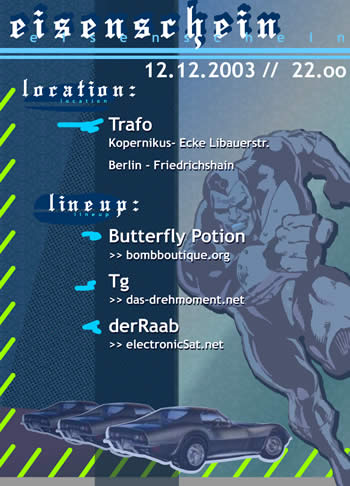 eisenschein
eisenschein
12.12.2003 // 22.oo
location:
location
Trafo
Kopernikus- Ecke Libauerstr.
Berlin - Friedrichshain
lineup:
lineup
Butterfly Potion
>> bombboutique.org
Tg
>> das-drehmoment.net
derRaab
>> electronicSat.net